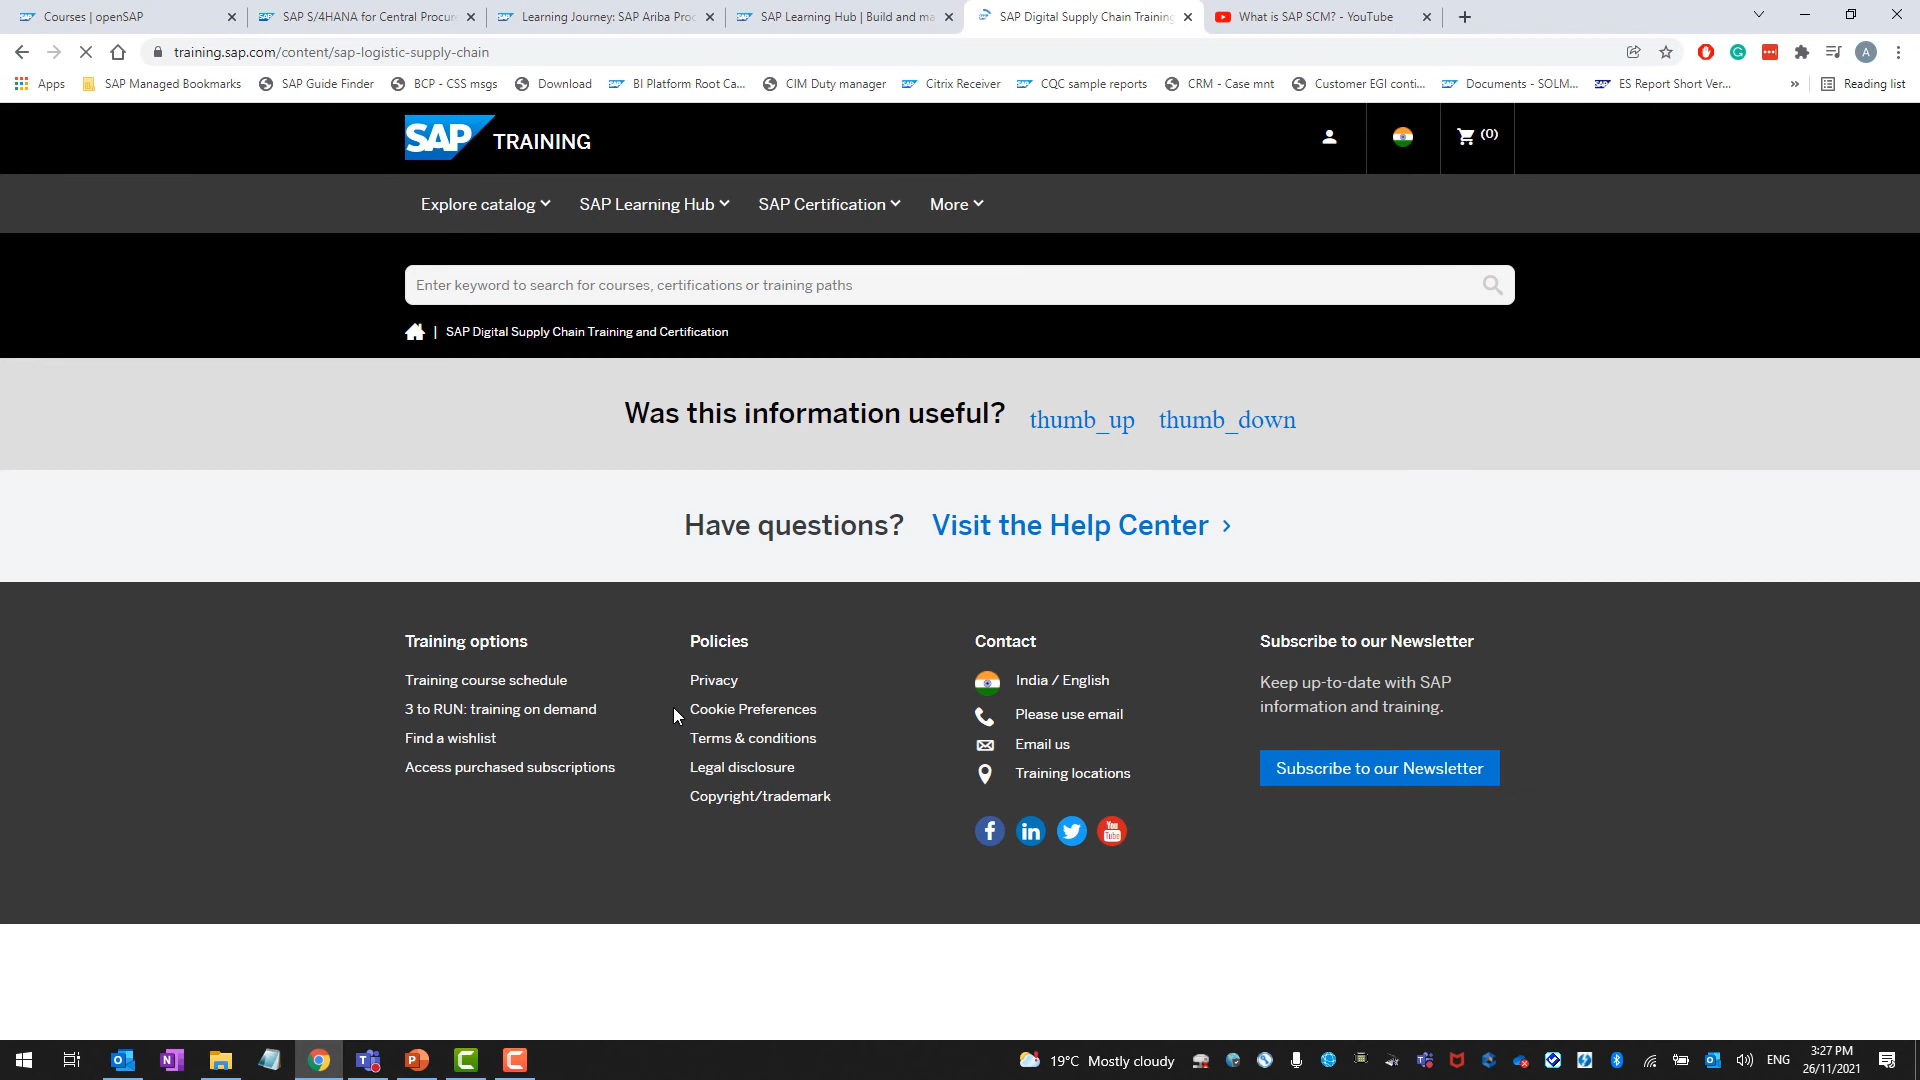 Courses | openSAP
SAP S/4HANA for Central Procure
Learning Journey: SAP Ariba Proc
SAP Learning Hub | Build and ma
SAP Digital Supply Chain Training
What is SAP SCM? - YouTube
training.sap.com/content/sap-logistic-supply-chain
A
Apps
SAP Managed Bookmarks
SAP Guide Finder
BCP - CSS msgs
Download
BI Platform Root Ca...
CIM Duty manager
Citrix Receiver
CQC sample reports
CRM - Case mnt
Customer EGI conti...
Documents - SOLM...
ES Report Short Ver...
»
Reading list
SAP TRAINING
(0)
Explore catalog
SAP Learning Hub
SAP Certification
More
Enter keyword to search for courses, certifications or training paths
| SAP Digital Supply Chain Training and Certification
Was this information useful? thumb_up thumb_down
Have questions? Visit the Help Center ›
Training options
Training course schedule
3 to RUN: training on demand
Find a wishlist
Access purchased subscriptions
Policies
Privacy
Cookie Preferences
Terms & conditions
Legal disclosure
Copyright/trademark
Contact
India / English
Please use email
Email us
Training locations
You
Tube
Subscribe to our Newsletter
Keep up-to-date with SAP
information and training.
Subscribe to our Newsletter
19°C Mostly cloudy
ENG
3:27 PM
26/11/2021